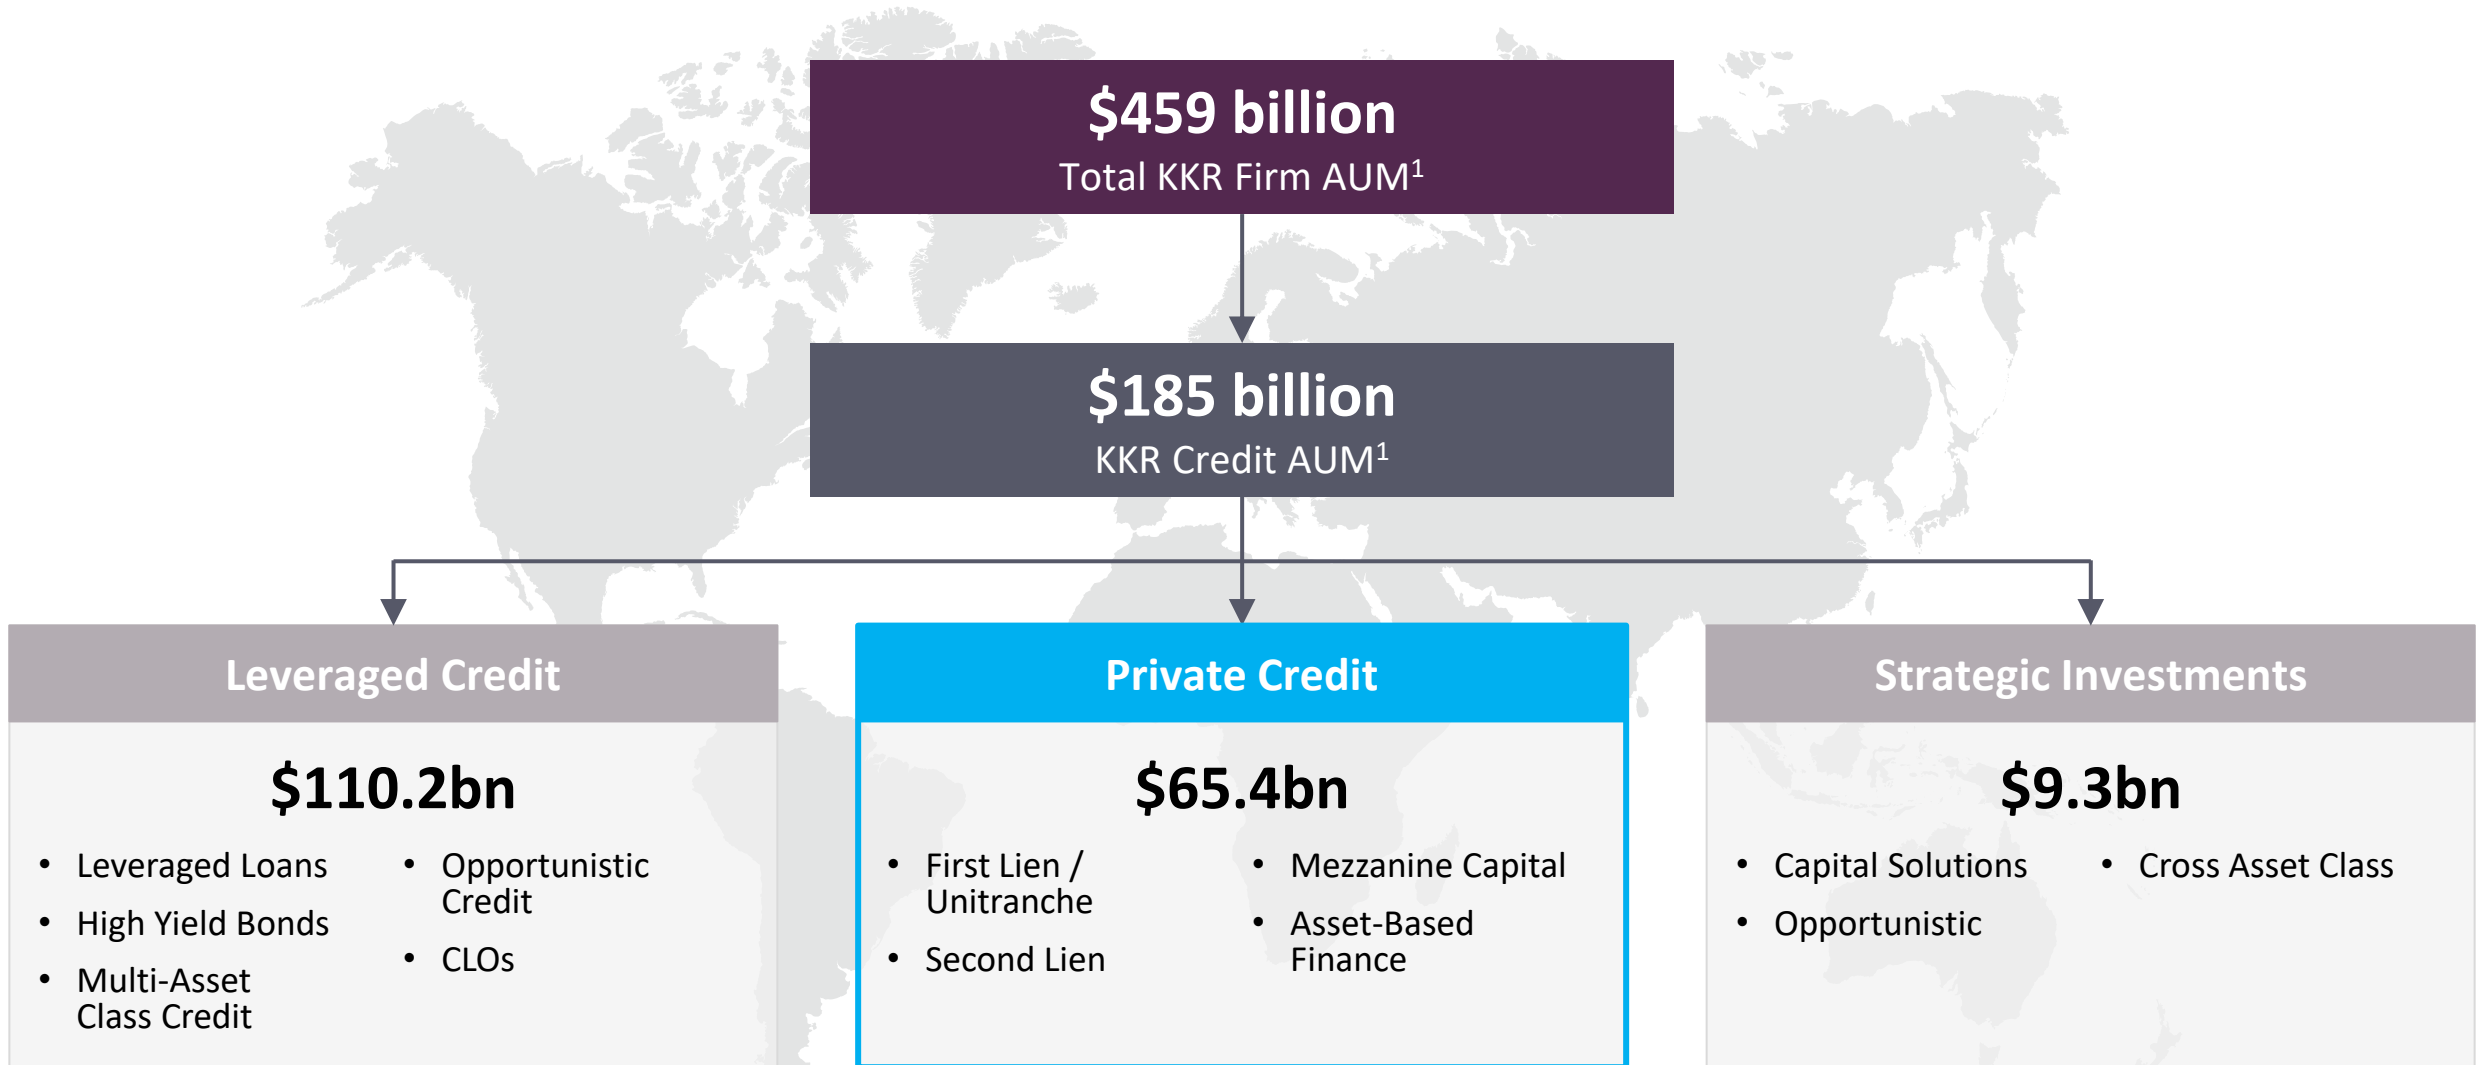 $459 billion
Total KKR Firm AUM¹
$185 billion
KKR Credit AUM¹
Leveraged Credit
$110.2bn
• Leveraged Loans
• High Yield Bonds
• Multi-Asset
Class Credit
• Opportunistic
Credit
• CLOs
Private Credit
$65.4bn
• First Lien /
Unitranche
• Second Lien
• Mezzanine Capital
• Asset-Based
Finance
Strategic Investments
$9.3bn
• Capital Solutions
• Opportunistic
• Cross Asset Class